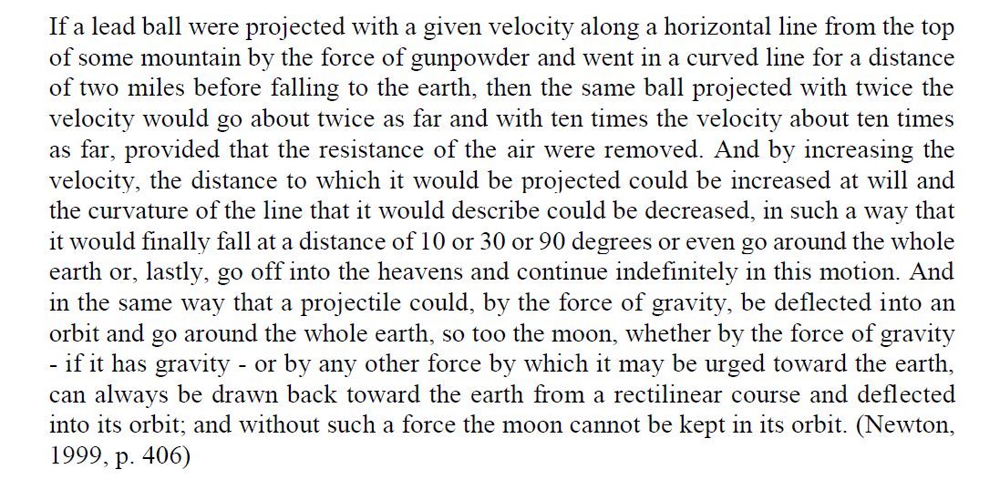 If a lead ball were projected with a given velocity along a horizontal line from the top
of some mountain by the force of gunpowder and went in a curved line for a distance
of two miles before falling to the earth, then the same ball projected with twice the
velocity would go about twice as far and with ten times the velocity about ten times
as far, provided that the resistance of the air were removed. And by increasing the
velocity, the distance to which it would be projected could be increased at will and
the curvature of the line that it would describe could be decreased, in such a way that
it would finally fall at a distance of 10 or 30 or 90 degrees or even go around the whole
earth or, lastly, go off into the heavens and continue indefinitely in this motion. And
in the same way that a projectile could, by the force of gravity, be deflected into an
orbit and go around the whole earth, so too the moon, whether by the force of gravity
- if it has gravity - or by any other force by which it may be urged toward the earth,
can always be drawn back toward the earth from a rectilinear course and deflected
into its orbit; and without such a force the moon cannot be kept in its orbit. (Newton,
1999, p. 406)